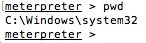 [meterpreter > pwd
C:\Windows\system32
meterpreter >